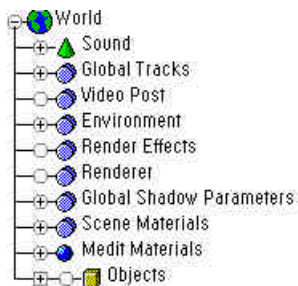 World
Sound
Global Tracks
Video Post
Environment
Render Effects
Renderer
Global Shadow Parameters
Scene Materials
Medit Materials
Objects